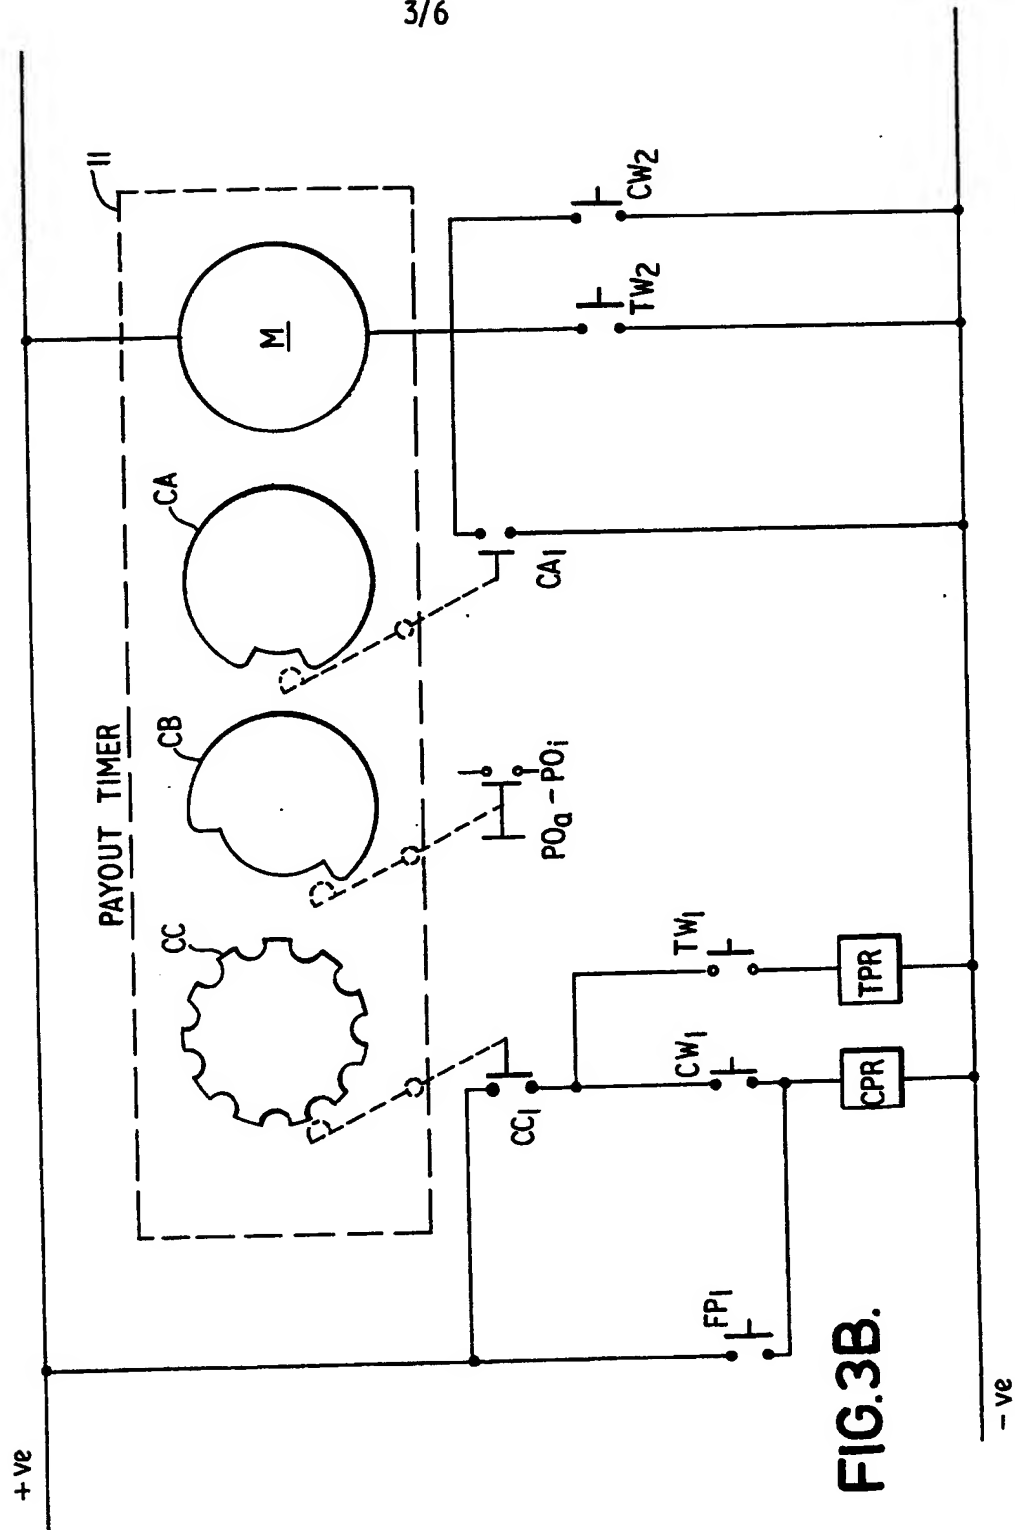 3/6
+ve
PAYOUT TIMER
11
CC
CB
CA
M
CC1
POa - POi
CA1
FP1
CW1
TW1
TW2
CW2
CPR
TPR
- ve
FIG.3B.